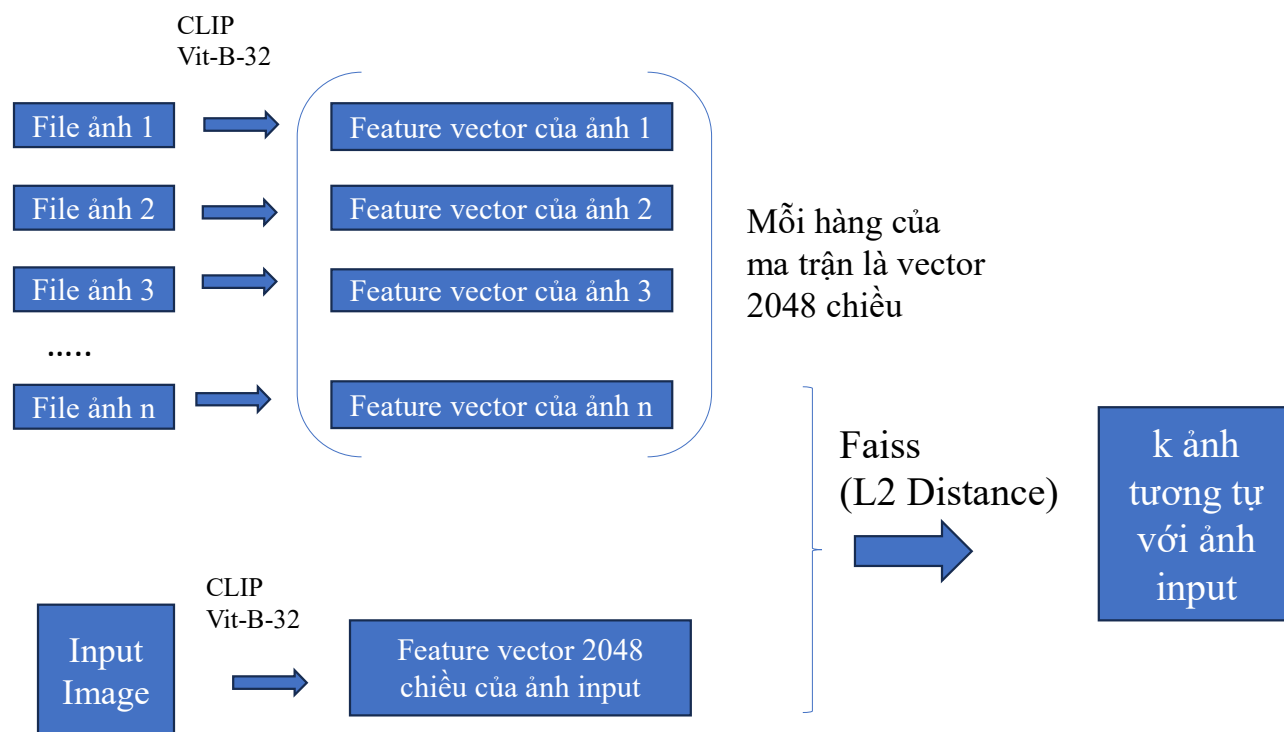 CLIP
Vit-B-32
File ảnh 1
Feature vector của ảnh 1
File ảnh 2
Feature vector của ảnh 2
File ảnh 3
Feature vector của ảnh 3
.....
File ảnh n
Feature vector của ảnh n
Mỗi hàng của
ma trận là vector
2048 chiều
Faiss
(L2 Distance)
k ảnh
tương tự
với ảnh
input
CLIP
Vit-B-32
Input
Image
Feature vector 2048
chiều của ảnh input